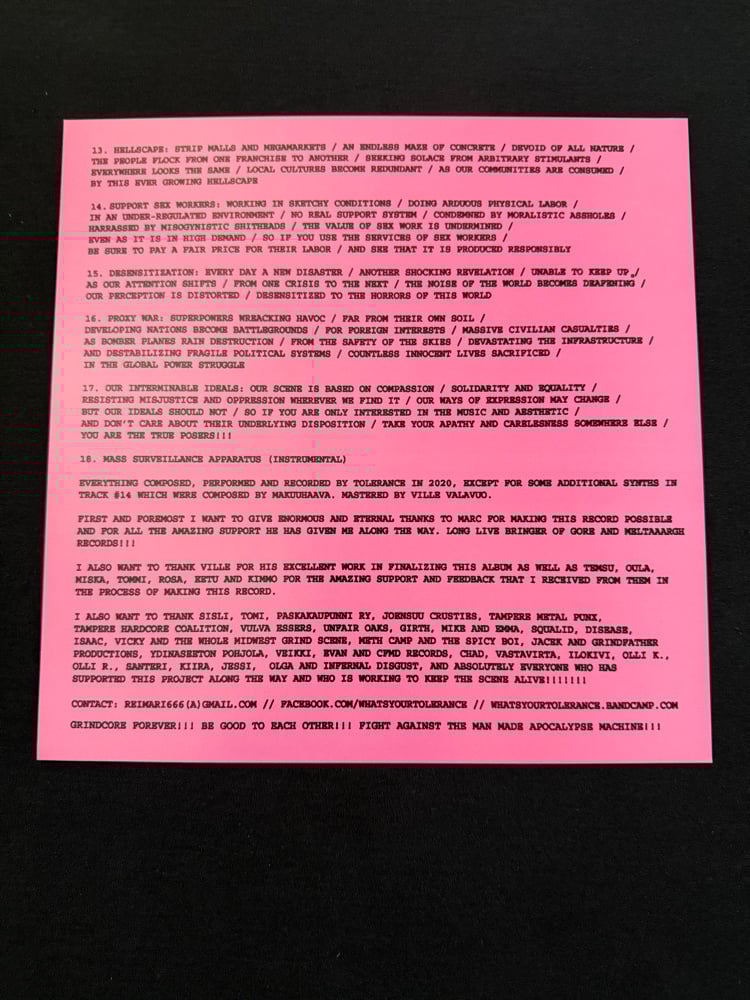 13. HELLSCAPE: STRIP MALLS AND MEGAMARKETS / AN ENDLESS MAZE OF CONCRETE / DEVOID OF ALL NATURE /
THE PEOPLE FLOCK FROM ONE FRANCHISE TO ANOTHER / SEEKING SOLACE FROM ARBITRARY STIMULANTS /
EVERYWHERE LOOKS THE SAME / LOCAL CULTURES BECOME REDUNDANT / AS OUR COMMUNITIES ARE CONSUMED /
BY THIS EVER GROWING HELLSCAPE
14. SUPPORT SEX WORKERS: WORKING IN SKETCHY CONDITIONS / DOING ARDUOUS PHYSICAL LABOR /
IN AN UNDER-REGULATED ENVIRONMENT / NO REAL SUPPORT SYSTEM / CONDEMNED BY MORALISTIC ASSHOLES /
HARRASSED BY MISOGYNISTIC SHITHEADS / THE VALUE OF SEX WORK IS UNDERMINED /
EVEN AS IT IS IN HIGH DEMAND / SO IF YOU USE THE SERVICES OF SEX WORKERS /
BE SURE TO PAY A FAIR PRICE FOR THEIR LABOR / AND SEE THAT IT IS PRODUCED RESPONSIBLY
15. DESENSITIZATION: EVERY DAY A NEW DISASTER / ANOTHER SHOCKING REVELATION / UNABLE TO KEEP UP /
AS OUR ATTENTION SHIFTS / FROM ONE CRISIS TO THE NEXT / THE NOISE OF THE WORLD BECOMES DEAFENING /
OUR PERCEPTION IS DISTORTED / DESENSITIZED TO THE HORRORS OF THIS WORLD
16. PROXY WAR: SUPERPOWERS WREACKING HAVOC / FAR FROM THEIR OWN SOIL /
DEVELOPING NATIONS BECOME BATTLEGROUNDS / FOR FOREIGN INTERESTS / MASSIVE CIVILIAN CASUALTIES /
AS BOMBER PLANES RAIN DESTRUCTION / FROM THE SAFETY OF THE SKIES / DEVASTATING THE INFRASTRUCTURE /
AND DESTABILIZING FRAGILE POLITICAL SYSTEMS / COUNTLESS INNOCENT LIVES SACRIFICED /
IN THE GLOBAL POWER STRUGGLE
17. OUR INTERMINABLE IDEALS: OUR SCENE IS BASED ON COMPASSION / SOLIDARITY AND EQUALITY /
RESISTING MISJUSTICE AND OPPRESSION WHEREVER WE FIND IT / OUR WAYS OF EXPRESSION MAY CHANGE /
BUT OUR IDEALS SHOULD NOT / SO IF YOU ARE ONLY INTERESTED IN THE MUSIC AND AESTHETIC /
AND DON'T CARE ABOUT THEIR UNDERLYING DISPOSITION / TAKE YOUR APATHY AND CARELESNESS SOMEWHERE ELSE /
YOU ARE THE TRUE POSERS!!!
18. MASS SURVEILLANCE APPARATUS (INSTRUMENTAL)
EVERYTHING COMPOSED, PERFORMED AND RECORDED BY TOLERANCE IN 2020, EXCEPT FOR SOME ADDITIONAL SYNTHS IN
TRACK #14 WHICH WERE COMPOSED BY MAKUUHAAVA. MASTERED BY VILLE VALAVUO.
FIRST AND FOREMOST I WANT TO GIVE ENORMOUS AND ETERNAL THANKS TO MARC FOR MAKING THIS RECORD POSSIBLE
AND FOR ALL THE AMAZING SUPPORT HE HAS GIVEN ME ALONG THE WAY. LONG LIVE BRINGER OF GORE AND MELTAAARGH
RECORDS!!!
I ALSO WANT TO THANK VILLE FOR HIS EXCELLENT WORK IN FINALIZING THIS ALBUM AS WELL AS TEMSU, OULA,
MISKA, TOMMI, ROSA, EETU AND KIMMO FOR THE AMAZING SUPPORT AND FEEDBACK THAT I RECEIVED FROM THEM IN
THE PROCESS OF MAKING THIS RECORD.
I ALSO WANT TO THANK SISLI, TOMI, PASKAKAUPUNNI RY, JOENSUU CRUSTIES, TAMPERE METAL PUNX,
TAMPERE HARDCORE COALITION, VULVA ESSERS, UNFAIR OAKS, GIRTH, MIKE AND EMMA, SQUALID, DISEASE,
ISAAC, VICKY AND THE WHOLE MIDWEST GRIND SCENE, METH CAMP AND THE SPICY BOI, JACEK AND GRINDFATHER
PRODUCTIONS, YDINASEETON POHJOLA, VEIKKI, EVAN AND CFMD RECORDS, CHAD, VASTAVIRTA, ILOKIVI, OLLI K.,
OLLI R., SANTERI, KIIRA, JESSI, OLGA AND INFERNAL DISGUST, AND ABSOLUTELY EVERYONE WHO HAS
SUPPORTED THIS PROJECT ALONG THE WAY AND WHO IS WORKING TO KEEP THE SCENE ALIVE!!!!!!!
CONTACT: REIMARI666(A)GMAIL.COM // FACEBOOK.COM/WHATSYOURTOLERANCE // WHATSYOURTOLERANCE.BANDCAMP.COM
GRINDCORE FOREVER!!! BE GOOD TO EACH OTHER!!! FIGHT AGAINST THE MAN MADE APOCALYPSE MACHINE!!!